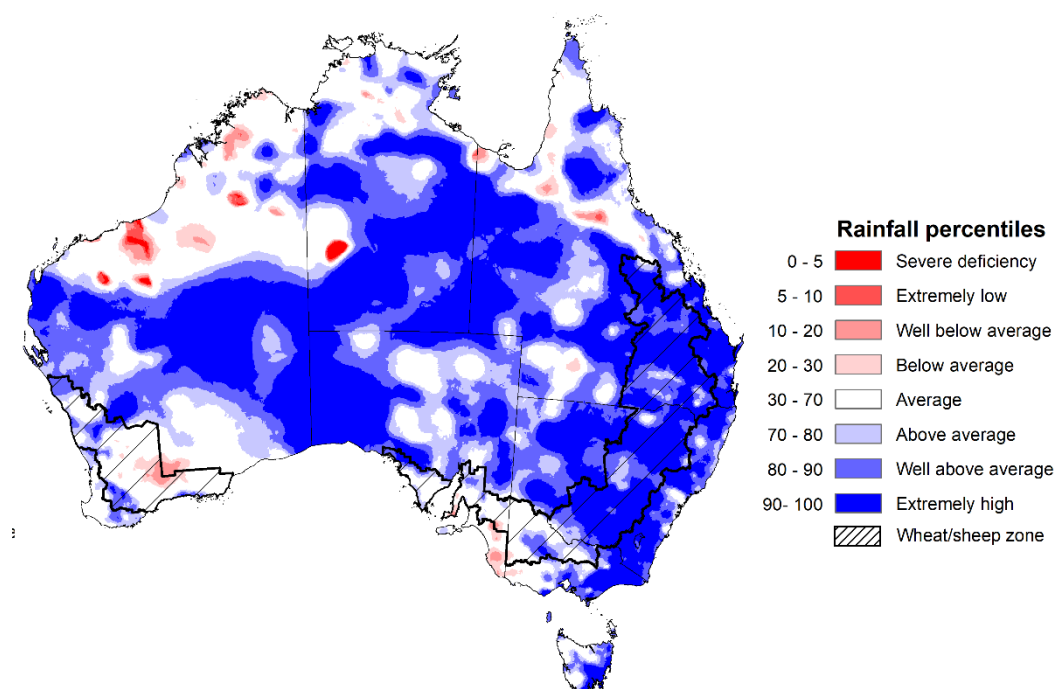 Rainfall percentiles
0 - 5 Severe deficiency
5 - 10 Extremely low
10 - 20 Well below average
20 - 30 Below average
30 - 70 Average
70 - 80 Above average
80 - 90 Well above average
90- 100 Extremely high
Wheat/sheep zone